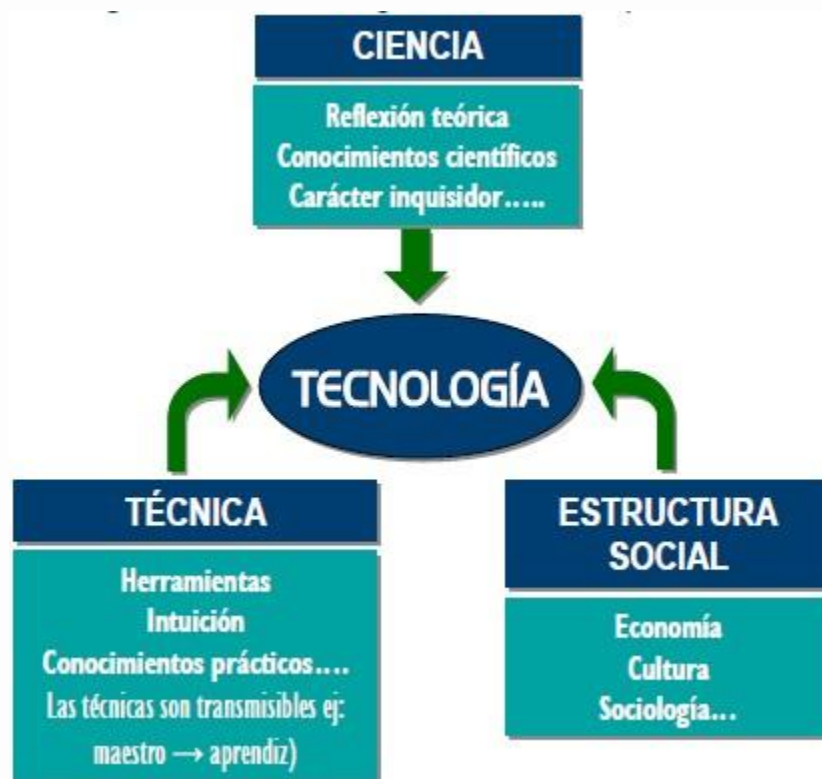 CIENCIA
Reflexión teórica
Conocimientos científicos
Carácter inquisidor.....
TECNOLOGÍA
TÉCNICA
Herramientas
Intuición
Conocimientos prácticos....
Las técnicas son transmisibles ej:
maestro → aprendiz)
ESTRUCTURA
SOCIAL
Economía
Cultura
Sociología...